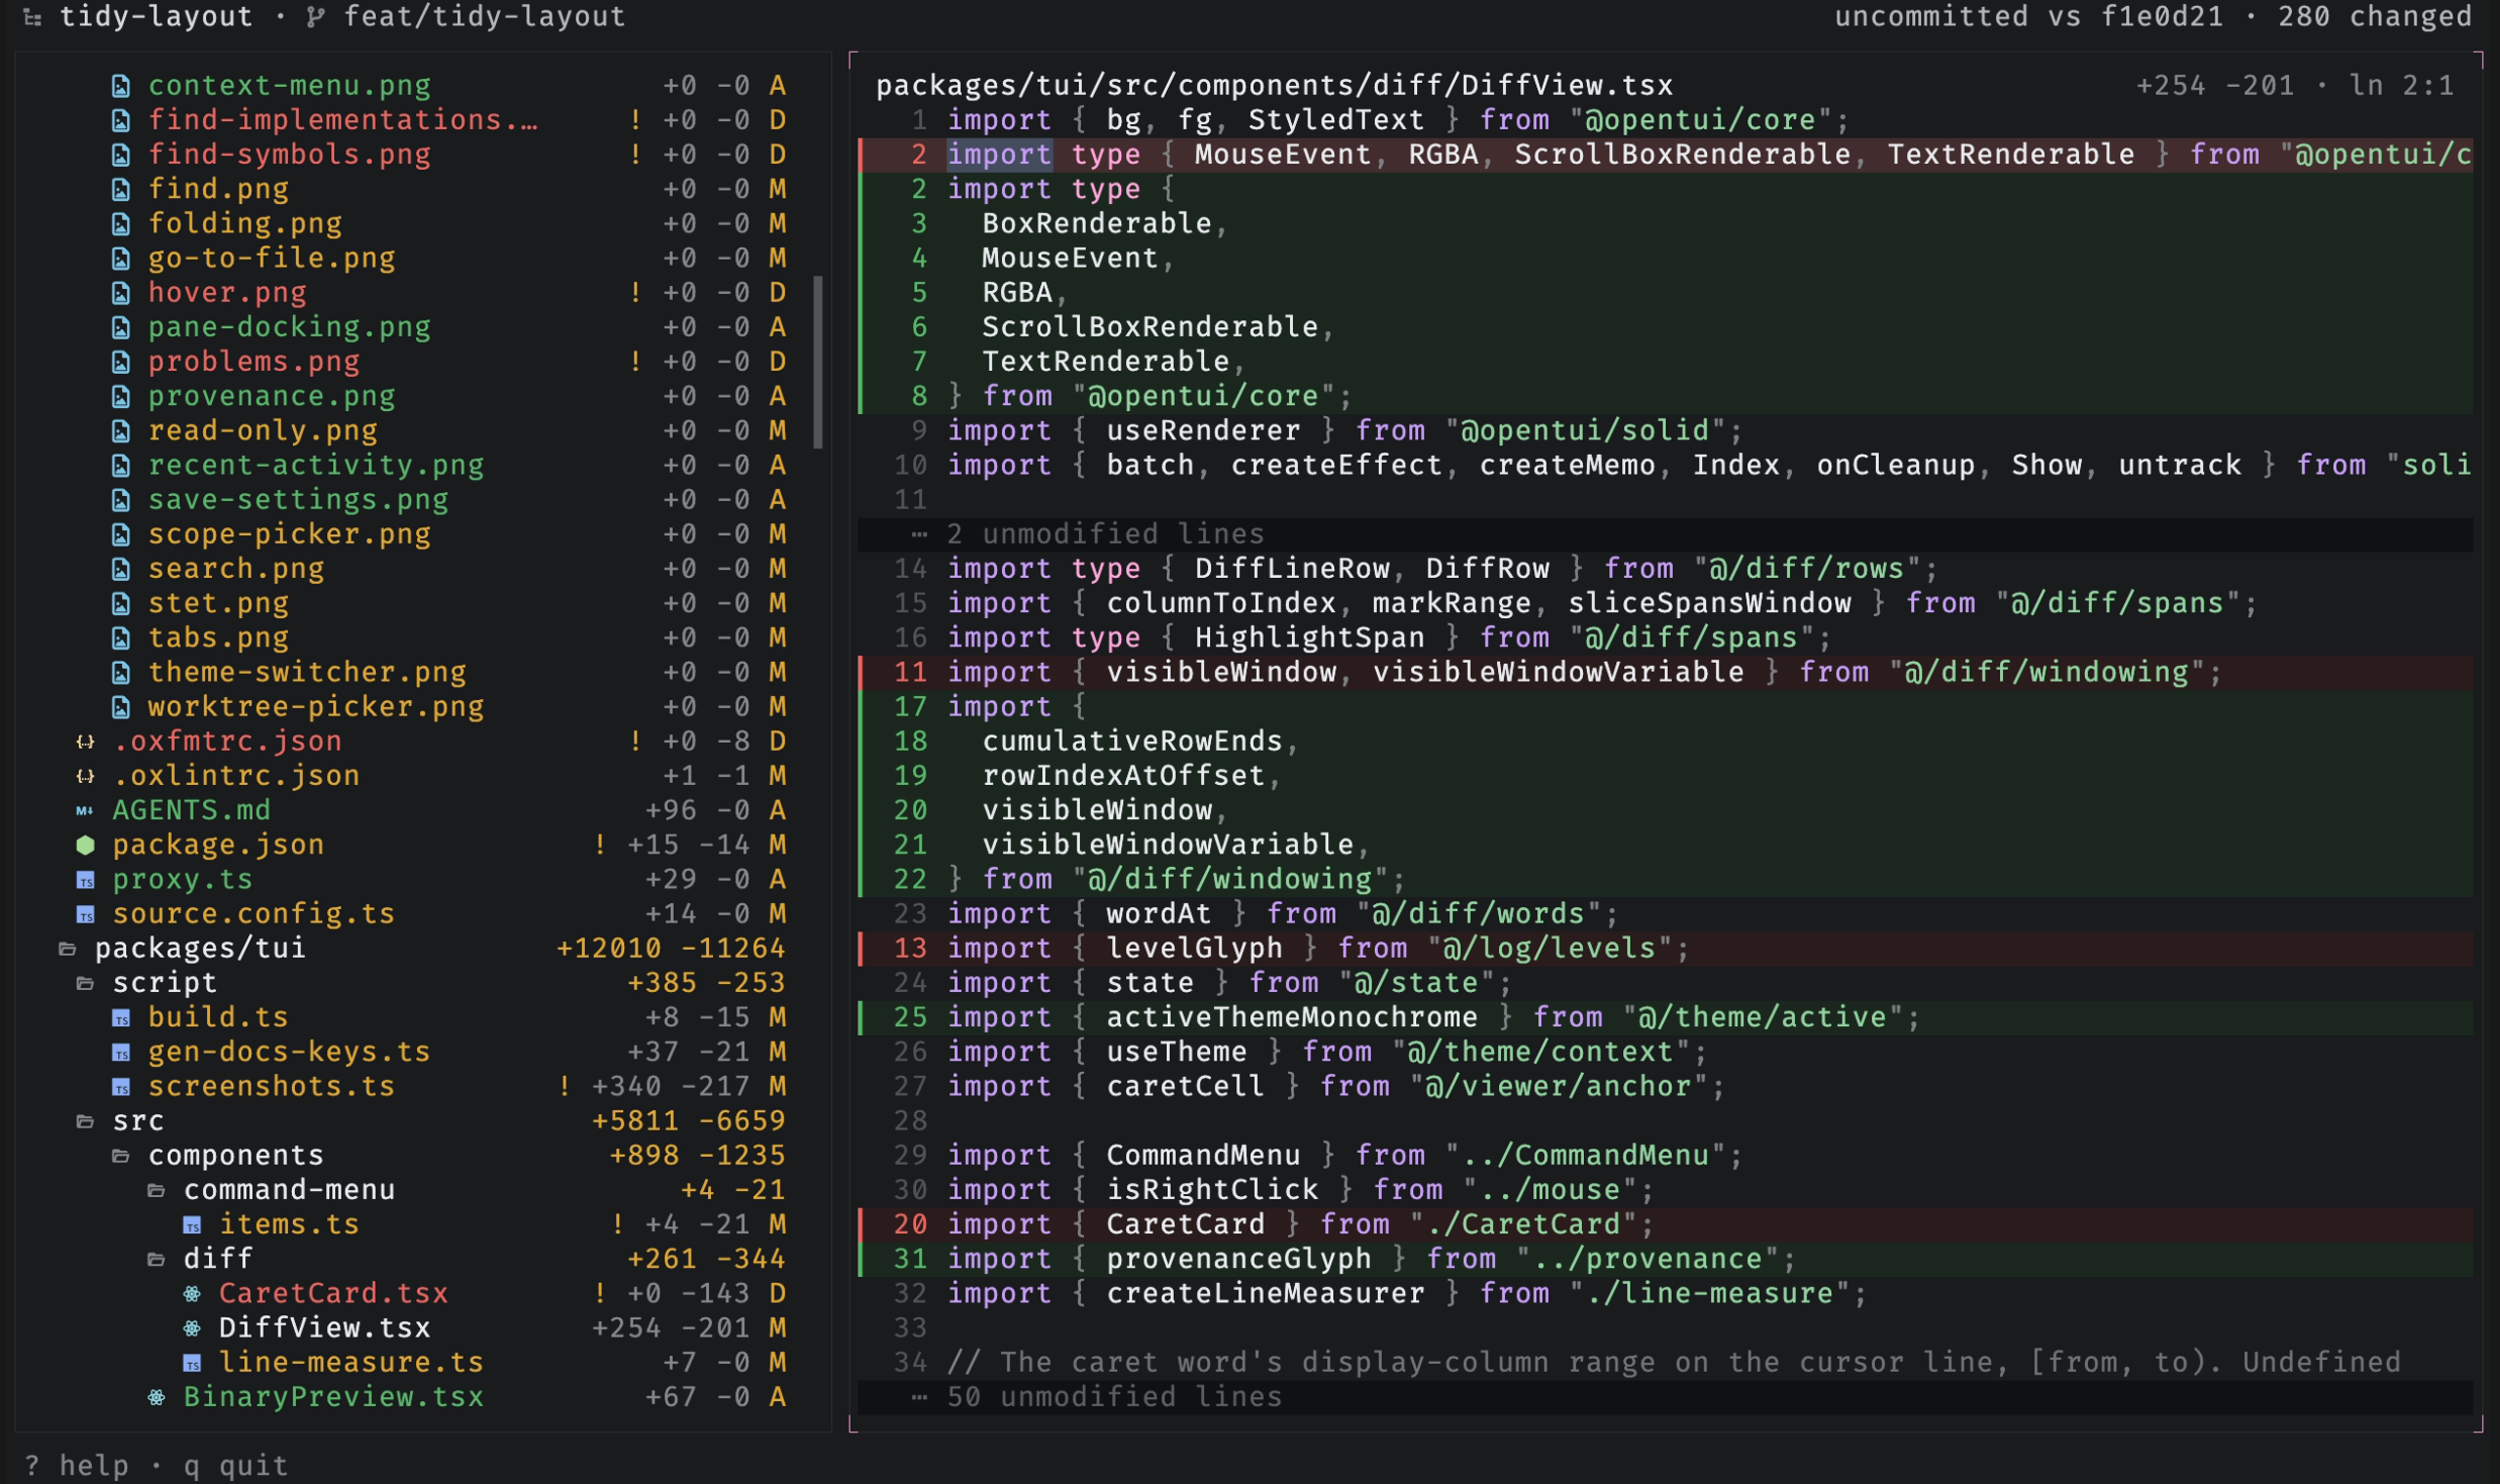 tidy-layout · feat/tidy-layout
uncommitted vs f1e0d21 · 280 changed
context-menu.png +0 -0 A
find-implementations.… ! +0 -0 D
find-symbols.png ! +0 -0 D
find.png +0 -0 M
folding.png +0 -0 M
go-to-file.png +0 -0 M
hover.png ! +0 -0 D
pane-docking.png +0 -0 A
problems.png ! +0 -0 D
provenance.png +0 -0 A
read-only.png +0 -0 M
recent-activity.png +0 -0 A
save-settings.png +0 -0 A
scope-picker.png +0 -0 M
search.png +0 -0 M
stet.png +0 -0 M
tabs.png +0 -0 M
theme-switcher.png +0 -0 M
worktree-picker.png +0 -0 M
{..} .oxfmtrc.json ! +0 -8 D
{..} .oxlintrc.json +1 -1 M
M↓ AGENTS.md +96 -0 A
package.json ! +15 -14 M
TS proxy.ts +29 -0 A
TS source.config.ts +14 -0 M
packages/tui +12010 -11264
script +385 -253
TS build.ts +8 -15 M
TS gen-docs-keys.ts +37 -21 M
TS screenshots.ts ! +340 -217 M
src +5811 -6659
components +898 -1235
command-menu +4 -21
TS items.ts ! +4 -21 M
diff +261 -344
CaretCard.tsx ! +0 -143 D
DiffView.tsx +254 -201 M
TS line-measure.ts +7 -0 M
BinaryPreview.tsx +67 -0 A
packages/tui/src/components/diff/DiffView.tsx +254 -201 · ln 2:1
1 import { bg, fg, StyledText } from "@opentui/core";
2 import type { MouseEvent, RGBA, ScrollBoxRenderable, TextRenderable } from "@opentui/c
2 import type {
3 BoxRenderable,
4 MouseEvent,
5 RGBA,
6 ScrollBoxRenderable,
7 TextRenderable,
8 } from "@opentui/core";
9 import { useRenderer } from "@opentui/solid";
10 import { batch, createEffect, createMemo, Index, onCleanup, Show, untrack } from "soli
11
⋯ 2 unmodified lines
14 import type { DiffLineRow, DiffRow } from "@/diff/rows";
15 import { columnToIndex, markRange, sliceSpansWindow } from "@/diff/spans";
16 import type { HighlightSpan } from "@/diff/spans";
11 import { visibleWindow, visibleWindowVariable } from "@/diff/windowing";
17 import {
18 cumulativeRowEnds,
19 rowIndexAtOffset,
20 visibleWindow,
21 visibleWindowVariable,
22 } from "@/diff/windowing";
23 import { wordAt } from "@/diff/words";
13 import { levelGlyph } from "@/log/levels";
24 import { state } from "@/state";
25 import { activeThemeMonochrome } from "@/theme/active";
26 import { useTheme } from "@/theme/context";
27 import { caretCell } from "@/viewer/anchor";
28
29 import { CommandMenu } from "../CommandMenu";
30 import { isRightClick } from "../mouse";
20 import { CaretCard } from "./CaretCard";
31 import { provenanceGlyph } from "../provenance";
32 import { createLineMeasurer } from "./line-measure";
33
34 // The caret word's display-column range on the cursor line, [from, to). Undefined
⋯ 50 unmodified lines
? help · q quit